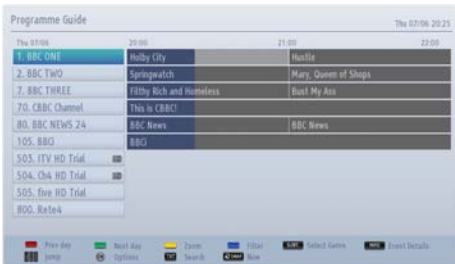 Programme Guide
Thu 07/06 20:25
Thu 07/06 20:00 21:00 22:00
1. BBC ONE Holby City Hustle
2. BBC TWO Springwatch Mary, Queen of Shops
7. BBC THREE Filthy Rich and Homeless Bust My Ass
70. CBBC Channel This is CBBC!
80. BBC NEWS 24 BBC News BBC News
105. BBCi BBCi
503. ITV HD Trial
504. Ch4 HD Trial
505. five HD Trial
800. Rete4
Prev day Next day Zoom Filter Select Genre Event Details
Jump Options Search Now